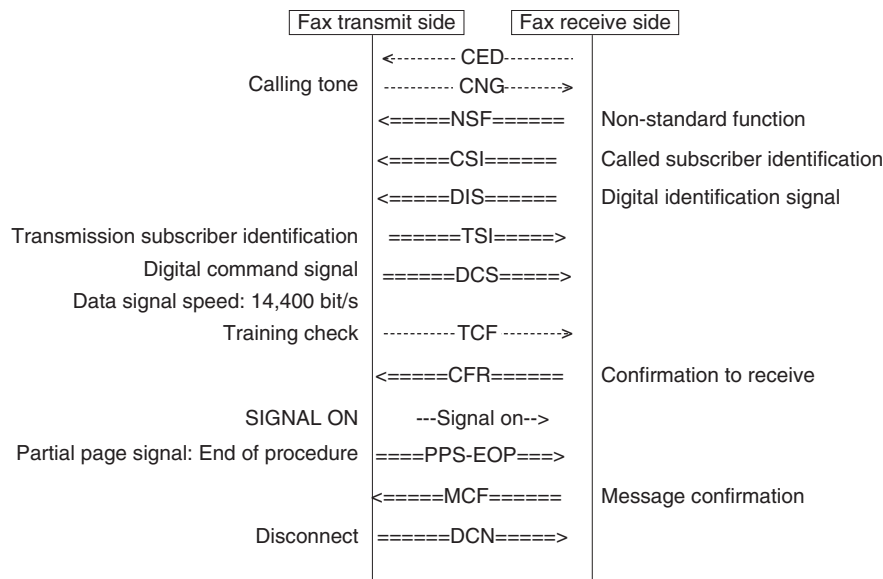 Fax transmit side Fax receive side
<--------- CED ---------
Calling tone --------- CNG --------->
<=====NSF====== Non-standard function
<=====CSI====== Called subscriber identification
<=====DIS====== Digital identification signal
Transmission subscriber identification ======TSI=====>
Digital command signal ======DCS=====>
Data signal speed: 14,400 bit/s
Training check --------- TCF --------->
<=====CFR====== Confirmation to receive
SIGNAL ON ---Signal on-->
Partial page signal: End of procedure ====PPS-EOP===>
<=====MCF====== Message confirmation
Disconnect ======DCN=====>